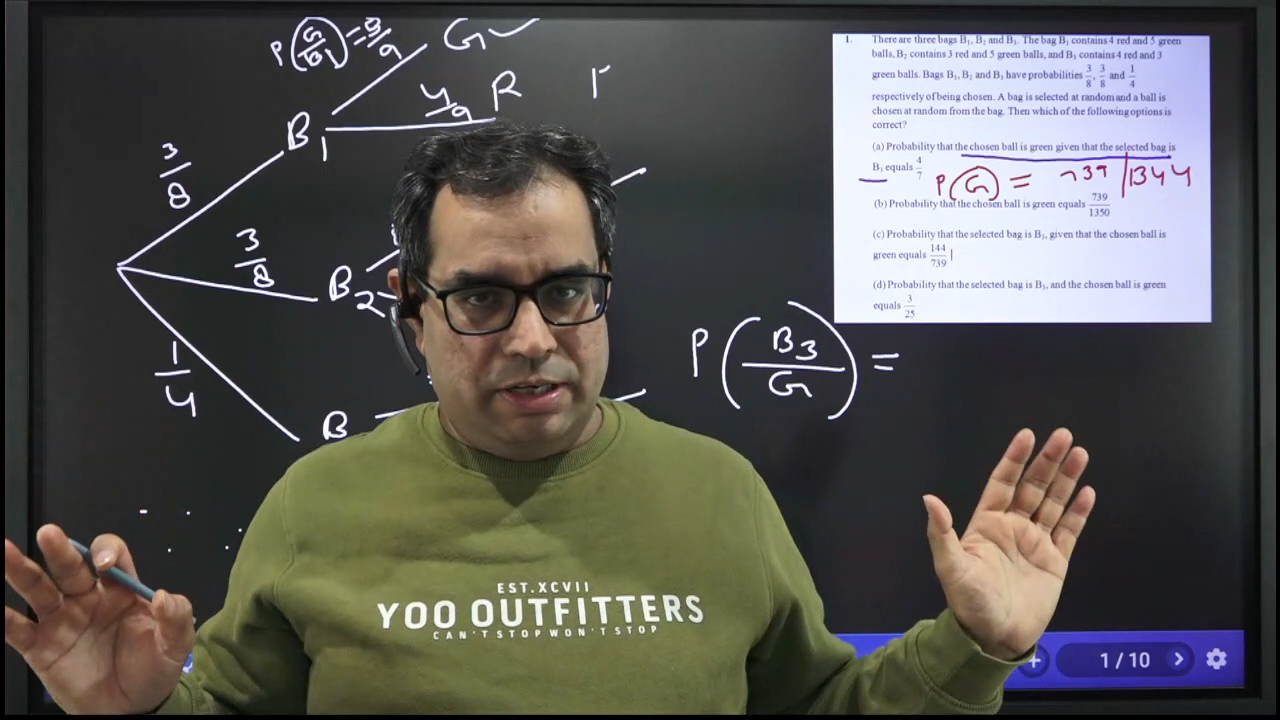 P(G/B1)=5/9
G
4/9 R
B1
3/8
3/8
B2
1/4
B
1. There are three bags B₁, B₂ and B₃. The bag B₁ contains 4 red and 5 green
balls, B₂ contains 3 red and 5 green balls, and B₃ contains 4 red and 3
green balls. Bags B₁, B₂ and B₃ have probabilities 3/8, 3/8 and 1/4
respectively of being chosen. A bag is selected at random and a ball is
chosen at random from the bag. Then which of the following options is
correct?
(a) Probability that the chosen ball is green given that the selected bag is
B₃ equals 4/7
P(G) = 739/1344
(b) Probability that the chosen ball is green equals 739/1350
(c) Probability that the selected bag is B₃, given that the chosen ball is
green equals 144/739
(d) Probability that the selected bag is B₃, and the chosen ball is green
equals 3/25
P(B3/G) =
EST.XCVII
YOO OUTFITTERS
CAN'T STOP WON'T STOP
1 / 10